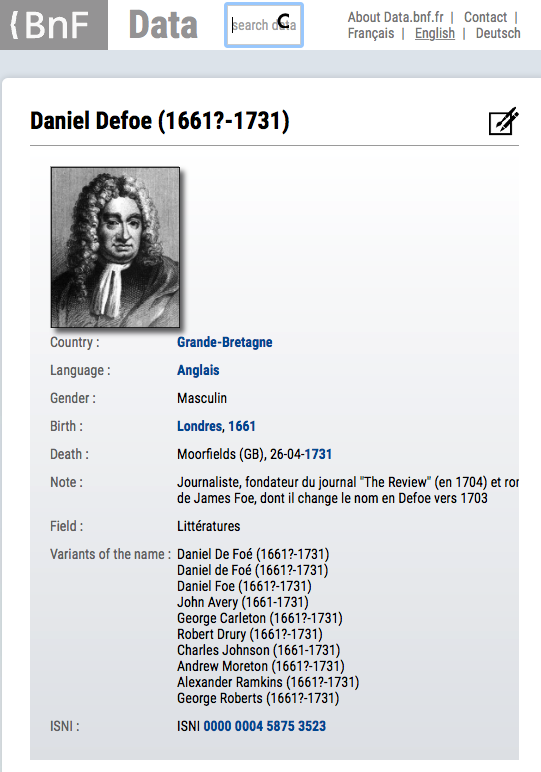 BnF Data search data About Data.bnf.fr | Contact |
Français | English | Deutsch
Daniel Defoe (1661?-1731)
Country : Grande-Bretagne
Language : Anglais
Gender : Masculin
Birth : Londres, 1661
Death : Moorfields (GB), 26-04-1731
Note : Journaliste, fondateur du journal "The Review" (en 1704) et ror
de James Foe, dont il change le nom en Defoe vers 1703
Field : Littératures
Variants of the name : Daniel De Foé (1661?-1731)
Daniel de Foé (1661?-1731)
Daniel Foe (1661?-1731)
John Avery (1661-1731)
George Carleton (1661?-1731)
Robert Drury (1661?-1731)
Charles Johnson (1661-1731)
Andrew Moreton (1661?-1731)
Alexander Ramkins (1661?-1731)
George Roberts (1661?-1731)
ISNI : ISNI 0000 0004 5875 3523